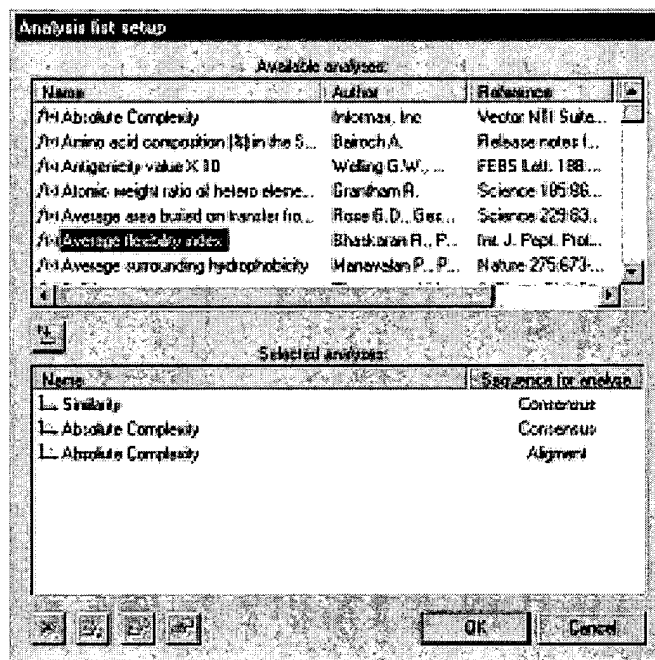 Analysis list setup
Available analyses:
Name Author Reference
Absolute Complexity Informax, Inc Vector NTI Suite...
Amino acid composition (%) in the S... Bairoch A. Release notes f...
Antigenicity value X 10 Welling G.W., ... FEBS Lett. 188:...
Atomic weight ratio of hetero eleme... Grantham R. Science 185:86...
Average area buried on transfer fro... Rose G.D., Ges... Science 229:83...
Average flexibility index Bhaskaran R., P... Int. J. Pept. Prot...
Average surrounding hydrophobicity Manavalan P., P... Nature 275:673-...
Selected analyses:
Name Sequence for analyse
Similarity Consensus
Absolute Complexity Consensus
Absolute Complexity Aligment
OK Cancel